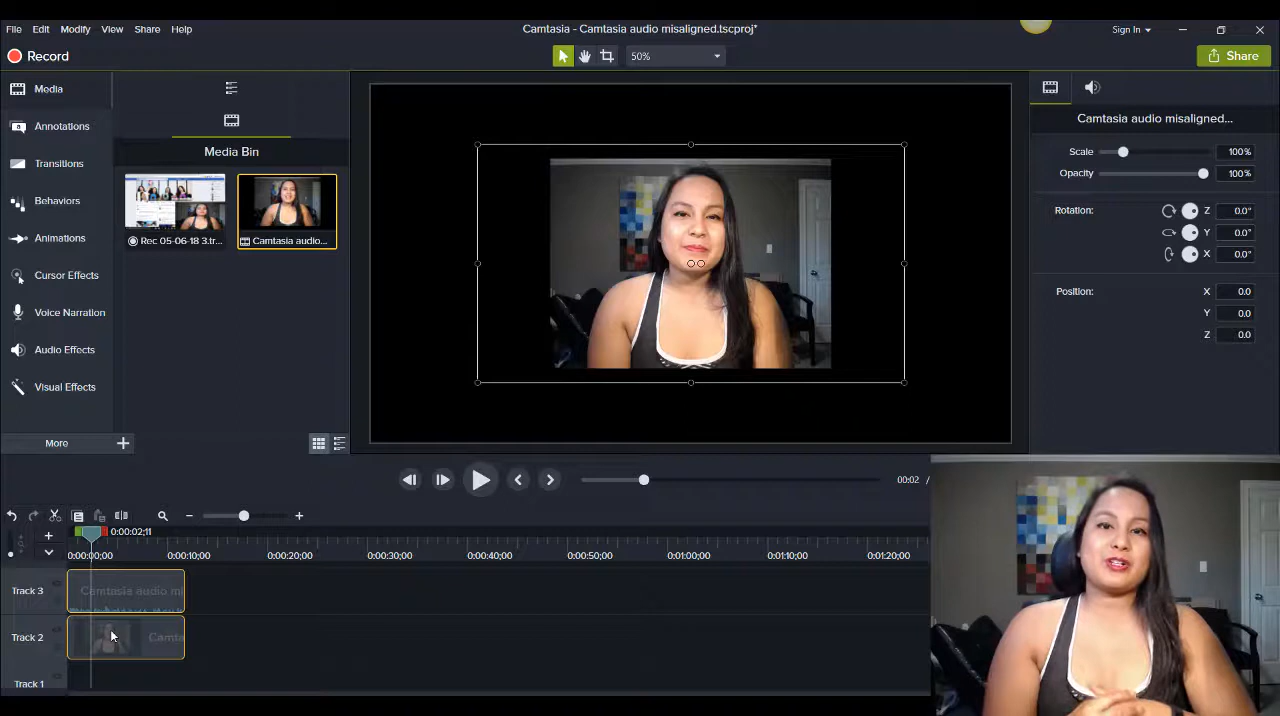 Camtasia - Camtasia audio misaligned.tscproj*
File Edit Modify View Share Help
Sign In
Record
50%
Share
Media
Annotations
Transitions
Behaviors
Animations
Cursor Effects
Voice Narration
Audio Effects
Visual Effects
More
Media Bin
Rec 05-06-18 3.tr...
Camtasia audio...
Camtasia audio misaligned...
Scale 100%
Opacity 100%
Rotation: Z 0.0°
Y 0.0°
X 0.0°
Position: X 0.0
Y 0.0
Z 0.0
00:02 /
0:00:02;11
0:00:00;00 0:00:10;00 0:00:20;00 0:00:30;00 0:00:40;00 0:00:50;00 0:01:00;00 0:01:10;00 0:01:20;00
Track 3 Camtasia audio mi
Track 2 Camta
Track 1